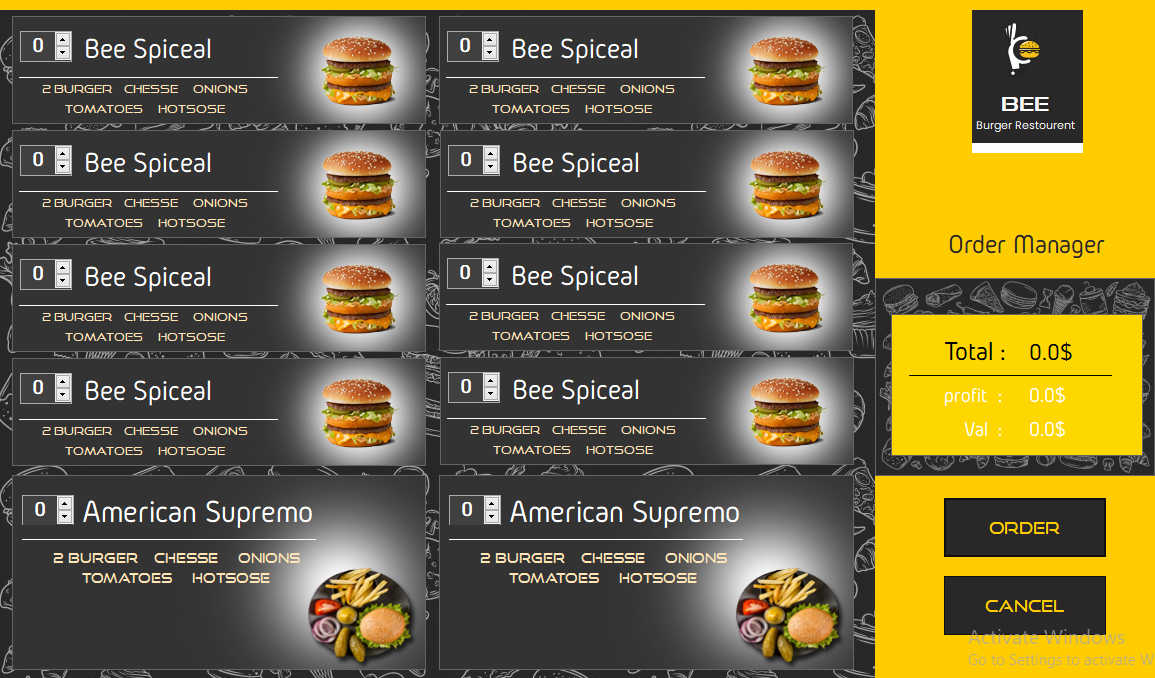 0 Bee Spiceal
2 BURGER CHESSE ONIONS
TOMATOES HOTSOSE
0 Bee Spiceal
2 BURGER CHESSE ONIONS
TOMATOES HOTSOSE
0 Bee Spiceal
2 BURGER CHESSE ONIONS
TOMATOES HOTSOSE
0 Bee Spiceal
2 BURGER CHESSE ONIONS
TOMATOES HOTSOSE
0 American Supremo
2 BURGER CHESSE ONIONS
TOMATOES HOTSOSE
0 Bee Spiceal
2 BURGER CHESSE ONIONS
TOMATOES HOTSOSE
0 Bee Spiceal
2 BURGER CHESSE ONIONS
TOMATOES HOTSOSE
0 Bee Spiceal
2 BURGER CHESSE ONIONS
TOMATOES HOTSOSE
0 Bee Spiceal
2 BURGER CHESSE ONIONS
TOMATOES HOTSOSE
0 American Supremo
2 BURGER CHESSE ONIONS
TOMATOES HOTSOSE
BEE
Burger Restourent
Order Manager
Total : 0.0$
profit : 0.0$
Val : 0.0$
ORDER
CANCEL
Activate Windows
Go to Settings to activate W